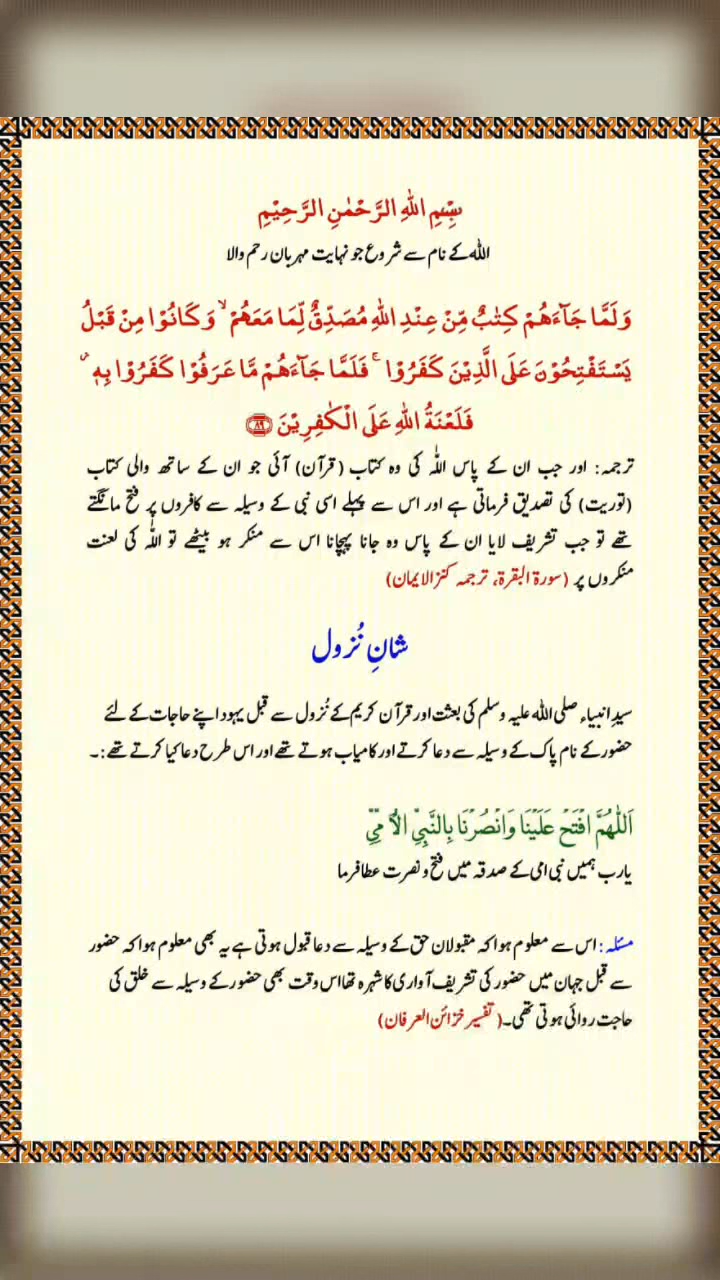 بِسْمِ اللهِ الرَّحْمٰنِ الرَّحِيْمِ
اللہ کے نام سے شروع جو نہایت مہربان رحم والا
وَلَمَّا جَآءَهُمْ كِتٰبٌ مِّنْ عِنْدِ اللهِ مُصَدِّقٌ لِّمَا مَعَهُمْ ۙ وَكَانُوْا مِنْ قَبْلُ
يَسْتَفْتِحُوْنَ عَلَى الَّذِيْنَ كَفَرُوْا ۚ فَلَمَّا جَآءَهُمْ مَّا عَرَفُوْا كَفَرُوْا بِهٖ ۫
فَلَعْنَةُ اللهِ عَلَى الْكٰفِرِيْنَ ﴿۸۹﴾
ترجمہ: اور جب ان کے پاس اللہ کی وہ کتاب (قرآن) آئی جو ان کے ساتھ والی کتاب
(توریت) کی تصدیق فرماتی ہے اور اس سے پہلے اسی نبی کے وسیلہ سے کافروں پر فتح مانگتے
تھے تو جب تشریف لایا ان کے پاس وہ جانا پہچانا اس سے منکر ہو بیٹھے تو اللہ کی لعنت
منکروں پر (سورۃ البقرۃ، ترجمہ کنزالایمان)
شانِ نُزول
سیدِ انبیاء صلی اللہ علیہ وسلم کی بعثت اور قرآن کریم کے نُزول سے قبل یہود اپنے حاجات کے لئے
حضور کے نام پاک کے وسیلہ سے دعا کرتے اور کامیاب ہوتے تھے اور اس طرح دعا کیا کرتے تھے:۔
اَللّٰهُمَّ افْتَحْ عَلَيْنَا وَانْصُرْنَا بِالنَّبِيِّ الْاُمِّيِّ
یارب ہمیں نبی امی کے صدقہ میں فتح و نصرت عطا فرما
مسئلہ: اس سے معلوم ہوا کہ مقبولان حق کے وسیلہ سے دعا قبول ہوتی ہے یہ بھی معلوم ہوا کہ حضور
سے قبل جہان میں حضور کی تشریف آواری کا شہرہ تھا اس وقت بھی حضور کے وسیلہ سے خلق کی
حاجت روائی ہوتی تھی۔ (تفسیر خزائن العرفان)